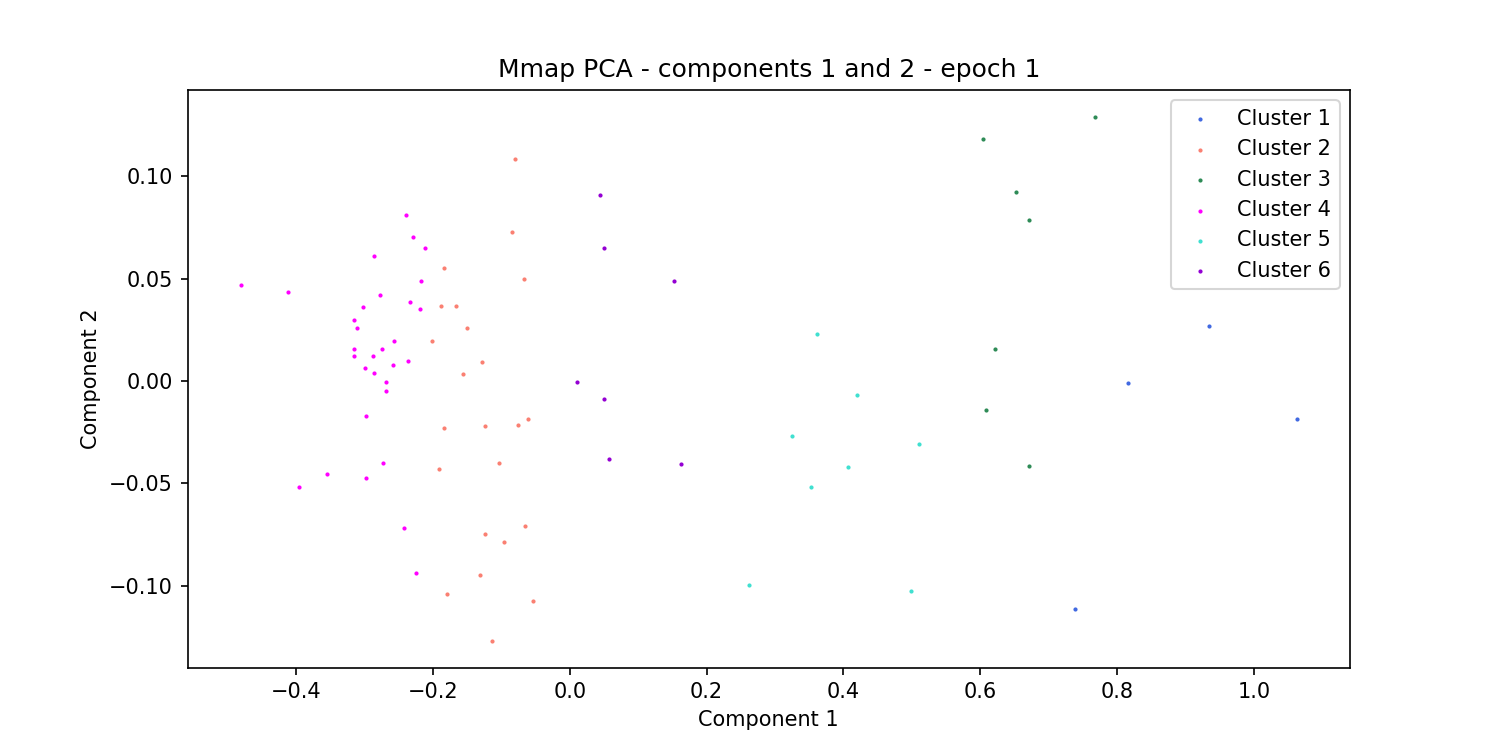 Mmap PCA - components 1 and 2 - epoch 1
Cluster 1
Cluster 2
Cluster 3
Cluster 4
Cluster 5
Cluster 6
Component 2
0.10
0.05
0.00
−0.05
−0.10
−0.4
−0.2
0.0
0.2
0.4
0.6
0.8
1.0
Component 1